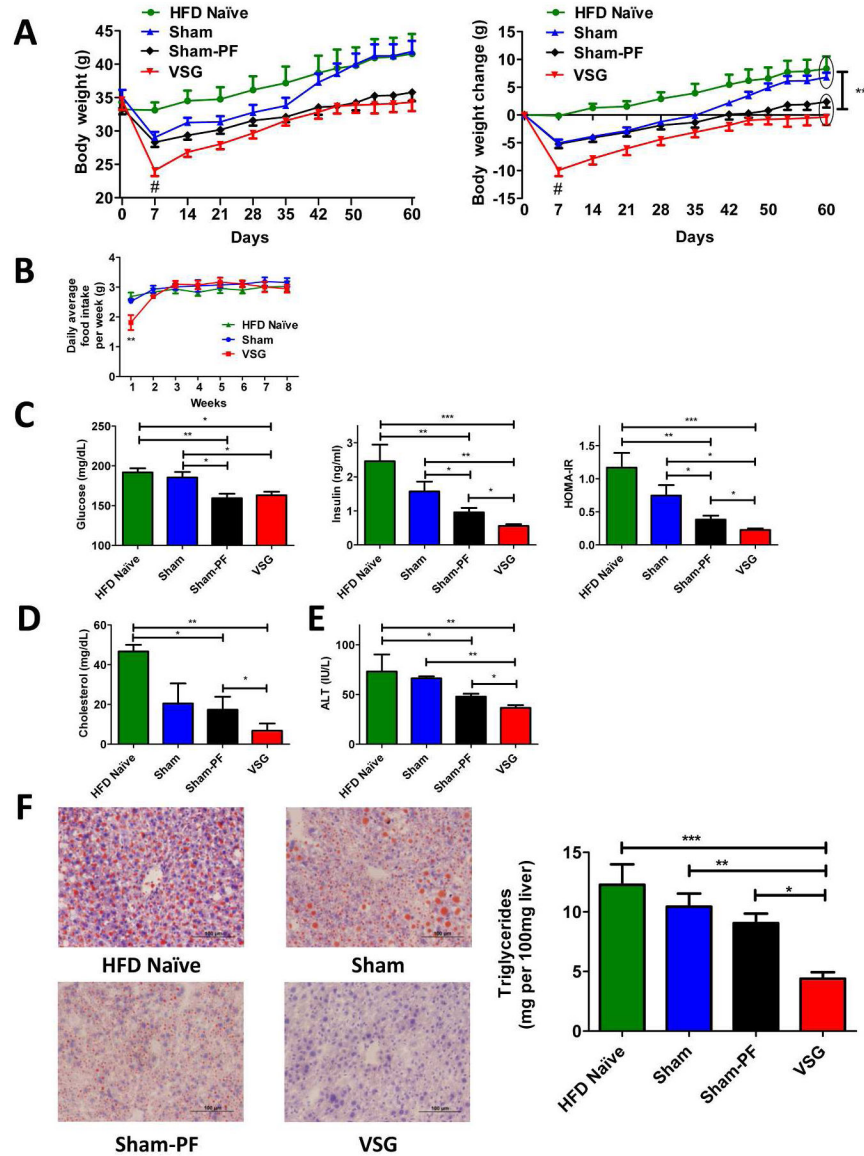 A
HFD Naïve
Sham
Sham-PF
VSG
Body weight (g)
45
40
35
30
25
20
0 7 14 21 28 35 42 50 60
#
Days
HFD Naïve
Sham
Sham-PF
VSG
Body weight change (g)
15
10
5
0
-5
-10
-15
0 7 14 21 28 35 42 50 60
#
**
Days
B
Daily average
food intake
per week (g)
4
3
2
1
0
**
HFD Naïve
Sham
VSG
1 2 3 4 5 6 7 8
Weeks
C
Glucose (mg/dL)
250
200
150
100
*
**
*
*
HFD Naïve
Sham
Sham-PF
VSG
Insulin (ng/ml)
3
2
1
0
***
**
**
*
*
HFD Naïve
Sham
Sham-PF
VSG
HOMA-IR
1.5
1.0
0.5
0.0
***
**
*
*
*
HFD Naïve
Sham
Sham-PF
VSG
D
Cholesterol (mg/dL)
60
40
20
0
**
*
*
HFD Naïve
Sham
Sham-PF
VSG
E
ALT (IU/L)
100
50
0
**
*
**
*
HFD Naïve
Sham
Sham-PF
VSG
F
100 µm
100 µm
HFD Naïve
Sham
100 µm
100 µm
Sham-PF
VSG
Triglycerides
(mg per 100mg liver)
15
10
5
0
***
**
*
HFD Naïve
Sham
Sham-PF
VSG